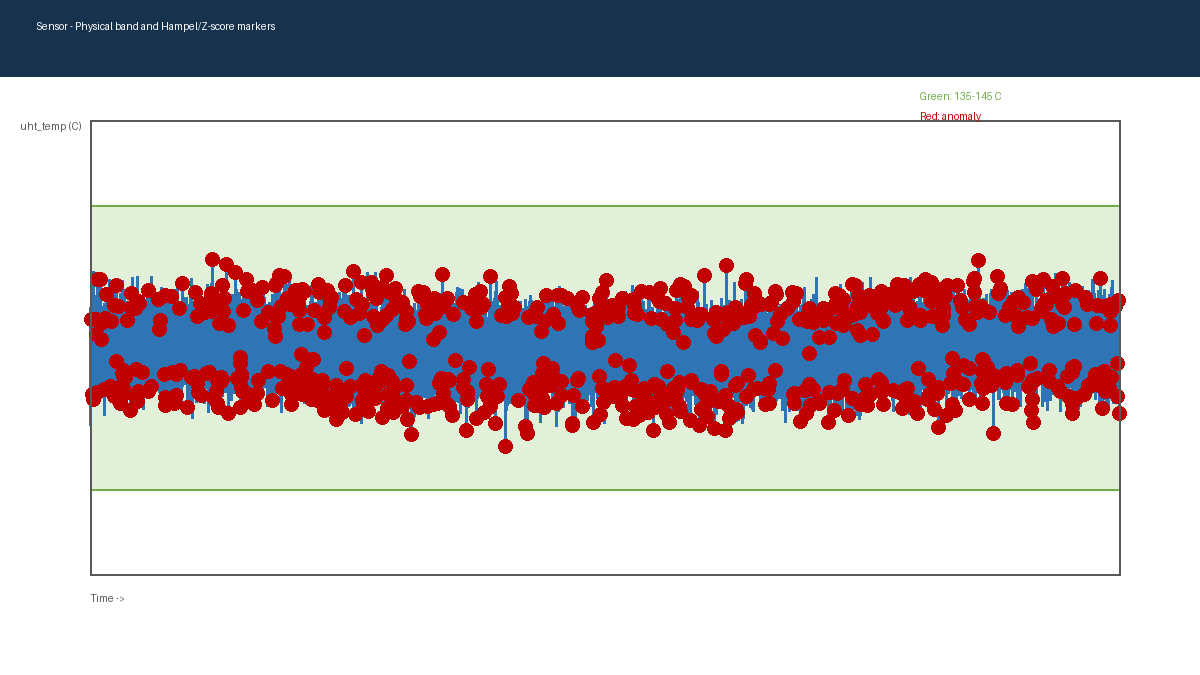 Sensor - Physical band and Hampel/Z-score markers
Green: 135-145 C
Red: anomaly
uht_temp (C)
Time ->